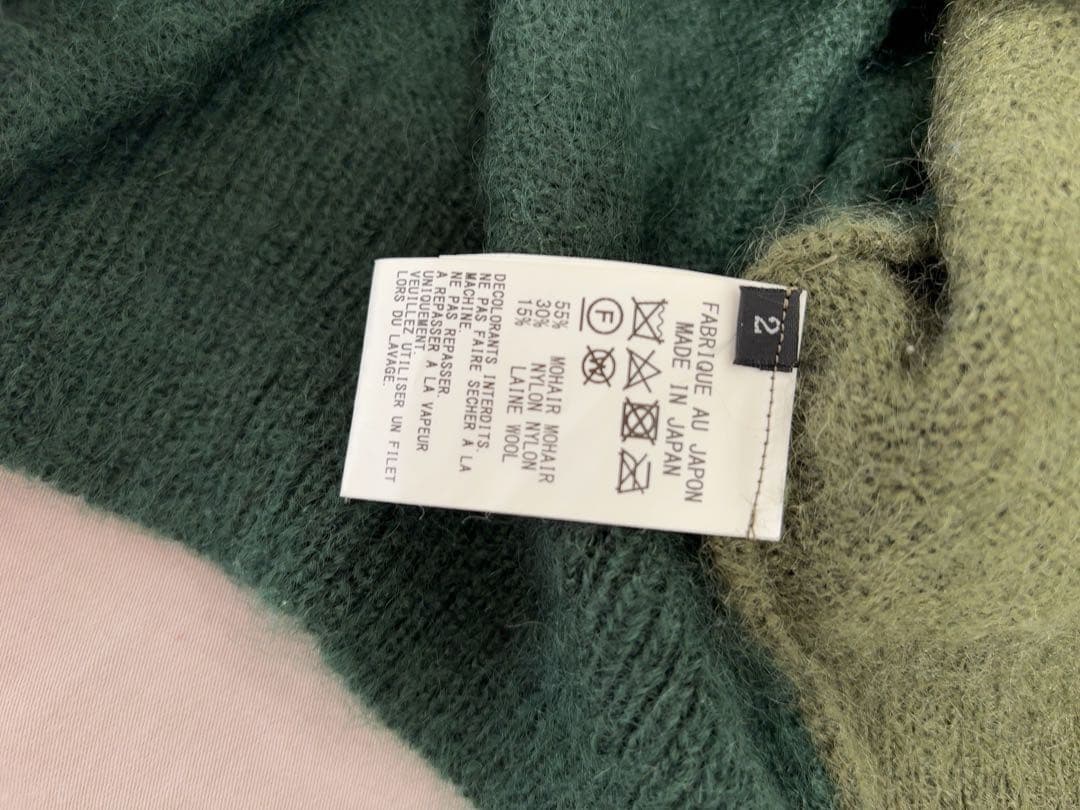 2
FABRIQUE AU JAPON
MADE IN JAPAN
F W
55% MOHAIR MOHAIR
30% NYLON NYLON
15% LAINE WOOL
DECOLORANTS INTERDITS.
NE PAS FAIRE SECHER A LA
MACHINE.
NE PAS REPASSER.
A REPASSER A LA VAPEUR
UNIQUEMENT.
VEUILLEZ UTILISER UN FILET
LORS DU LAVAGE.